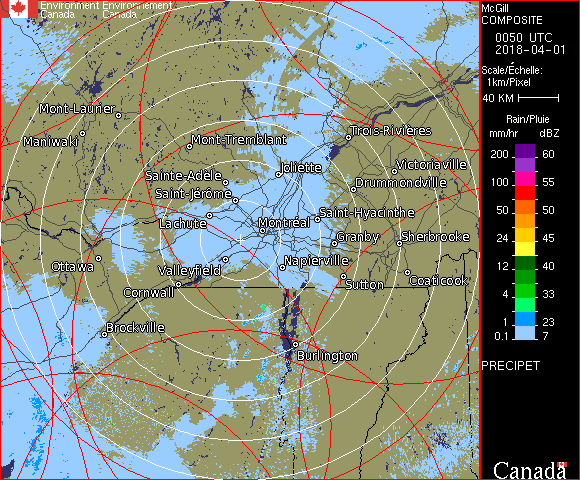 Environment Environnement
Canada Canada
McGill
COMPOSITE
0050 UTC
2018-04-01
Scale/Échelle:
1km/Pixel
40 KM
Rain/Pluie
mm/hr dBZ
200 60
100 55
50 50
24 45
12 40
4 33
1 23
0.1 7
PRECIPET
Canada
Mont-Laurier
Maniwaki
Mont-Tremblant
Trois-Rivières
Joliette
Victoriaville
Sainte-Adèle
Saint-Jérôme
Drummondville
Lachute
Saint-Hyacinthe
Montréal
Granby
Sherbrooke
Ottawa
Valleyfield
Napierville
Cornwall
Sutton
Coaticook
Brockville
Burlington